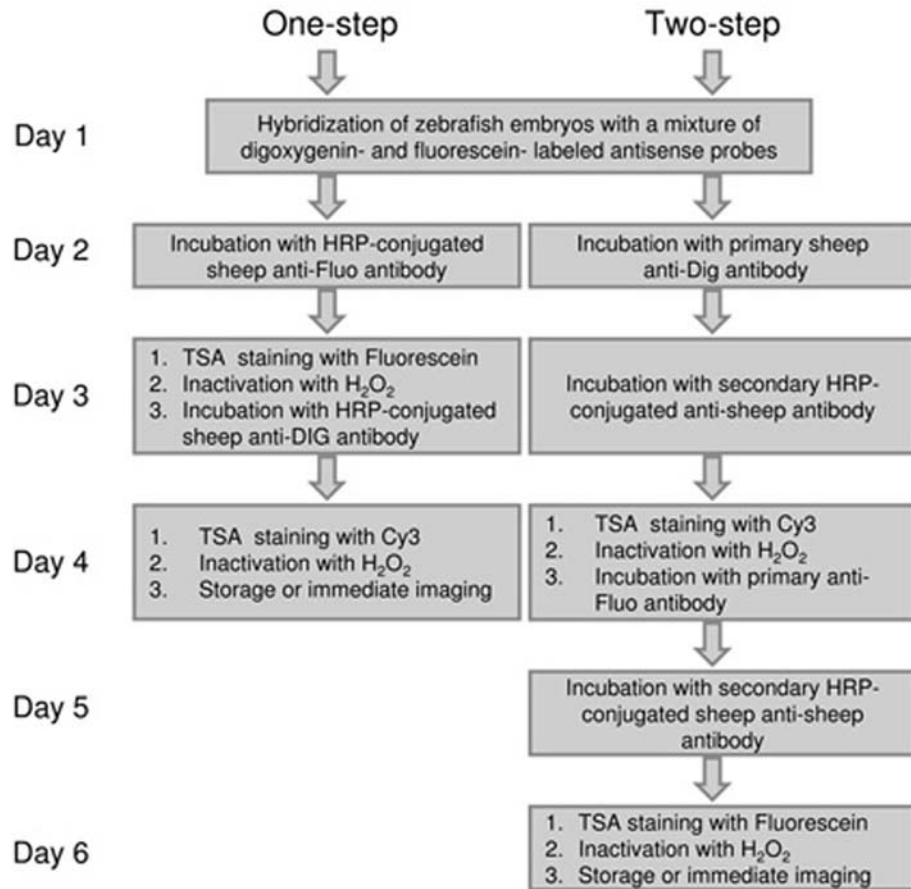 One-step Two-step
Day 1
Hybridization of zebrafish embryos with a mixture of
digoxygenin- and fluorescein- labeled antisense probes
Day 2
Incubation with HRP-conjugated
sheep anti-Fluo antibody
Incubation with primary sheep
anti-Dig antibody
Day 3
1. TSA staining with Fluorescein
2. Inactivation with H₂O₂
3. Incubation with HRP-conjugated
sheep anti-DIG antibody
Incubation with secondary HRP-
conjugated anti-sheep antibody
Day 4
1. TSA staining with Cy3
2. Inactivation with H₂O₂
3. Storage or immediate imaging
1. TSA staining with Cy3
2. Inactivation with H₂O₂
3. Incubation with primary anti-
Fluo antibody
Day 5
Incubation with secondary HRP-
conjugated sheep anti-sheep
antibody
Day 6
1. TSA staining with Fluorescein
2. Inactivation with H₂O₂
3. Storage or immediate imaging